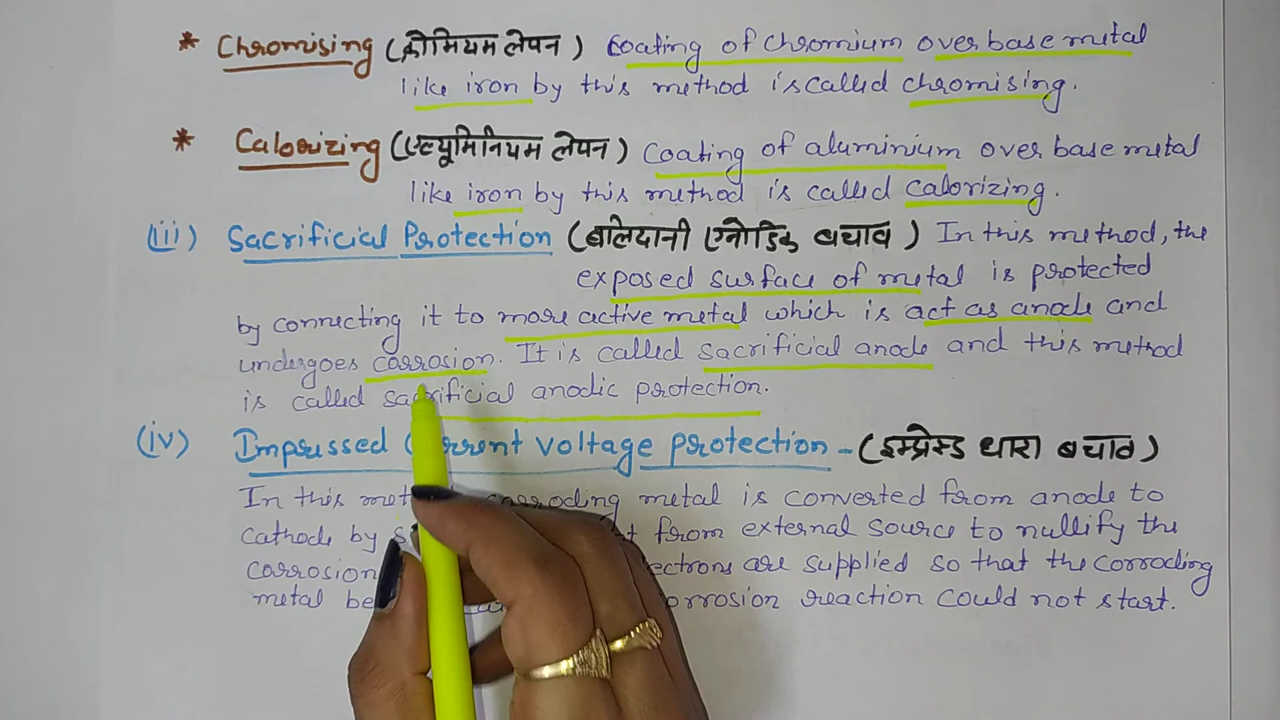 * Chromising (क्रोमियम लेपन) Coating of chromium over base metal
like iron by this method is called chromising.
* Calorizing (एल्यूमिनियम लेपन) Coating of aluminium over base metal
like iron by this method is called calorizing.
(iii) Sacrificial Protection (बलिदानी एनोडिक बचाव) In this method, the
exposed surface of metal is protected
by connecting it to more active metal which is act as anode and
undergoes corrosion. It is called sacrificial anode and this method
is called sacrificial anodic protection.
(iv) Impressed Current Voltage protection - (इम्प्रेस्ड धारा बचाव)
In this corroding metal is converted from anode to
cathode by from external source to nullify the
corrosion are supplied so that the corroding
metal corrosion reaction could not start.